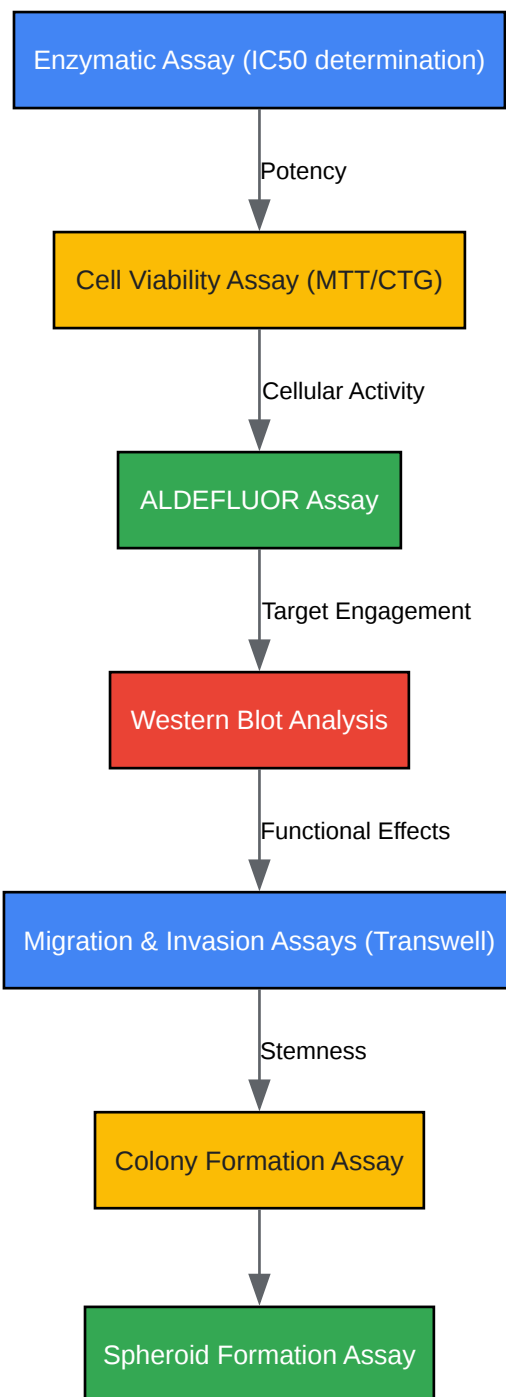 Enzymatic Assay (IC50 determination)
Potency
Cell Viability Assay (MTT/CTG)
Cellular Activity
ALDEFLUOR Assay
Target Engagement
Western Blot Analysis
Functional Effects
Migration & Invasion Assays (Transwell)
Stemness
Colony Formation Assay
Spheroid Formation Assay